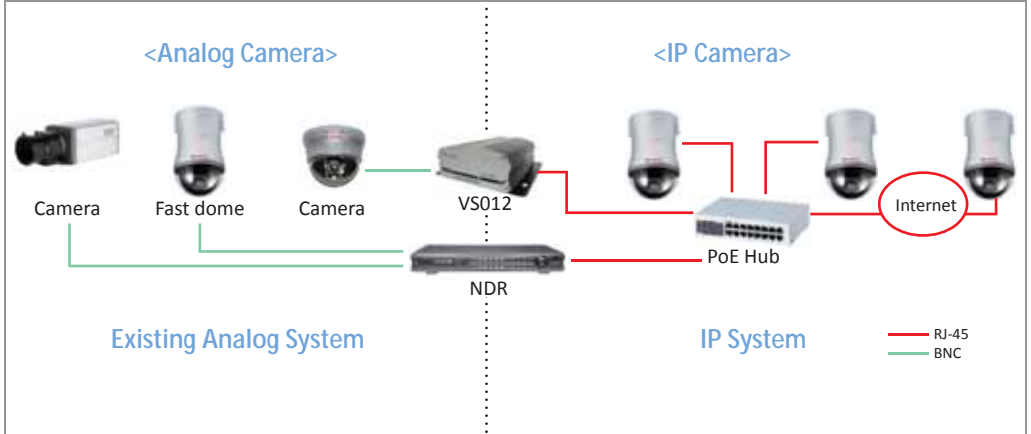 <Analog Camera>
<IP Camera>
Camera
Fast dome
Camera
VS012
Internet
PoE Hub
NDR
Existing Analog System
IP System
RJ-45
BNC